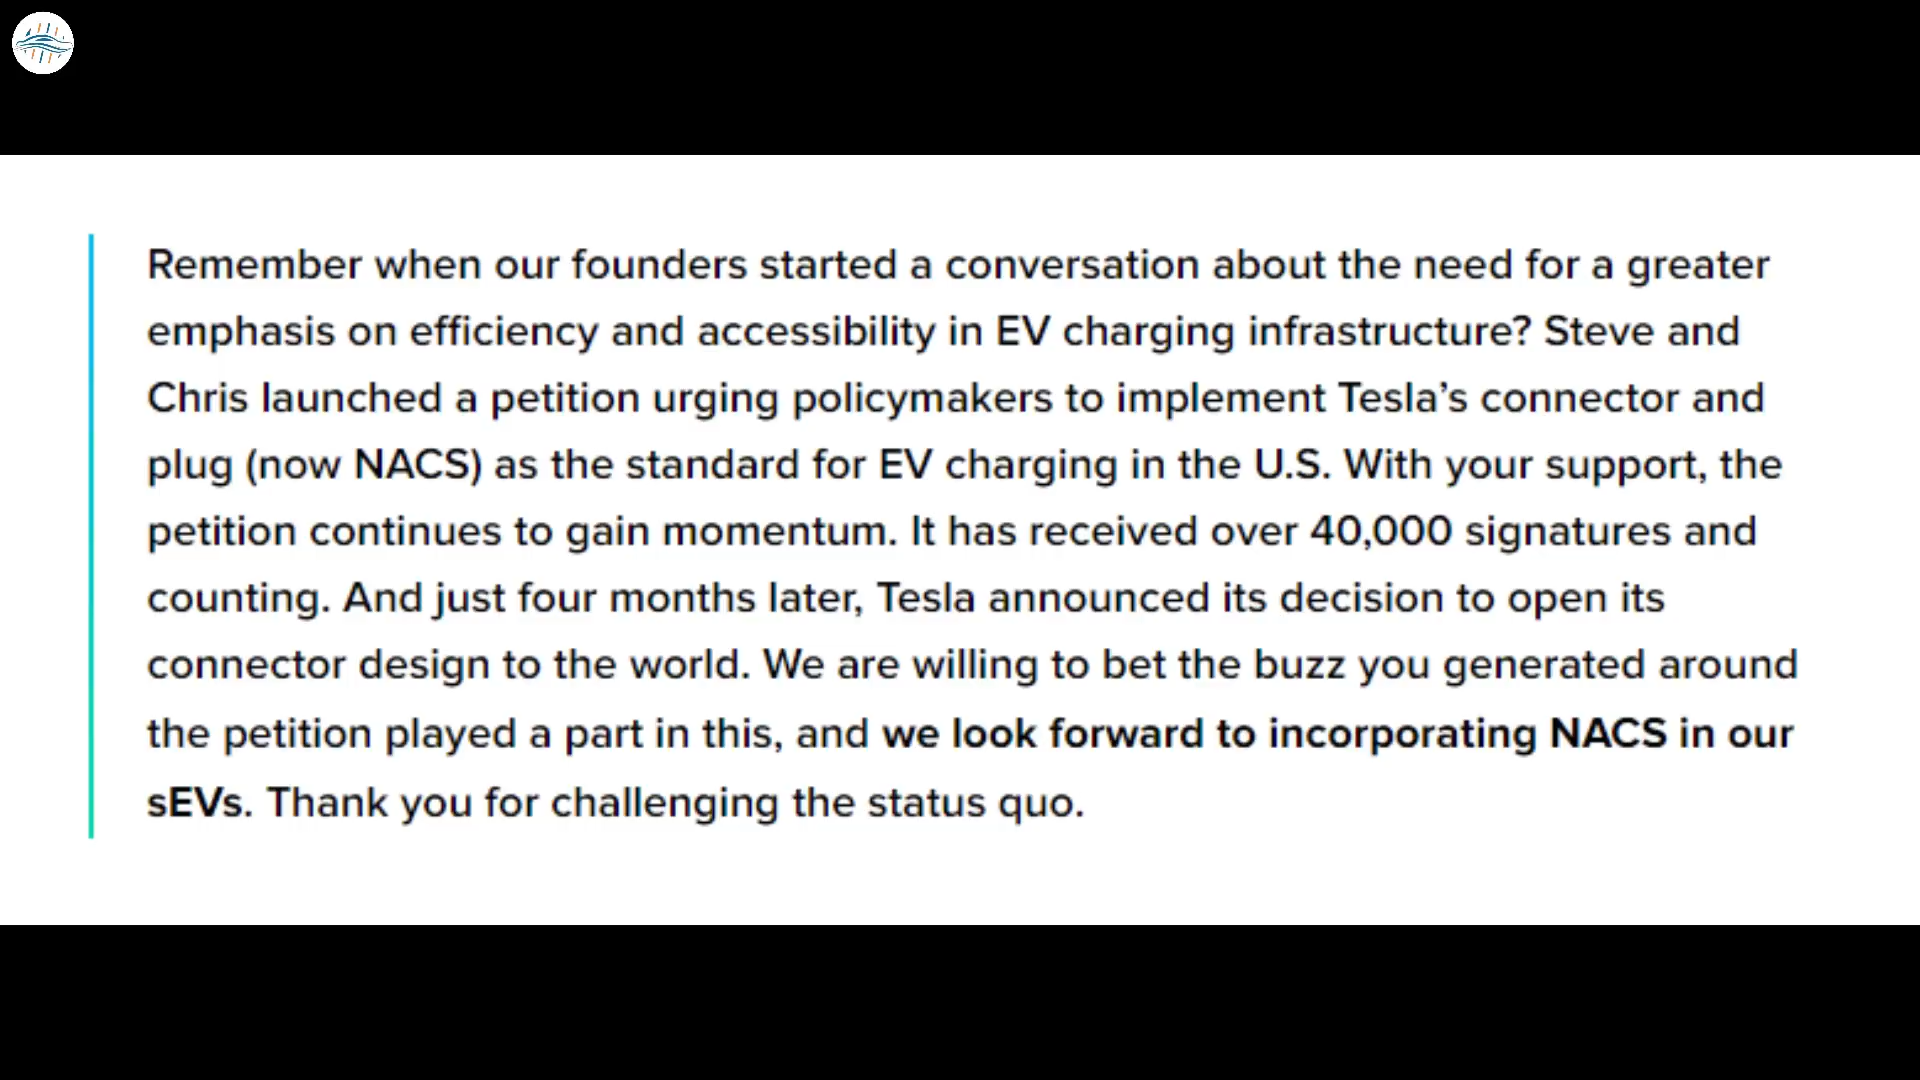 Remember when our founders started a conversation about the need for a greater
emphasis on efficiency and accessibility in EV charging infrastructure? Steve and
Chris launched a petition urging policymakers to implement Tesla’s connector and
plug (now NACS) as the standard for EV charging in the U.S. With your support, the
petition continues to gain momentum. It has received over 40,000 signatures and
counting. And just four months later, Tesla announced its decision to open its
connector design to the world. We are willing to bet the buzz you generated around
the petition played a part in this, and we look forward to incorporating NACS in our
sEVs. Thank you for challenging the status quo.